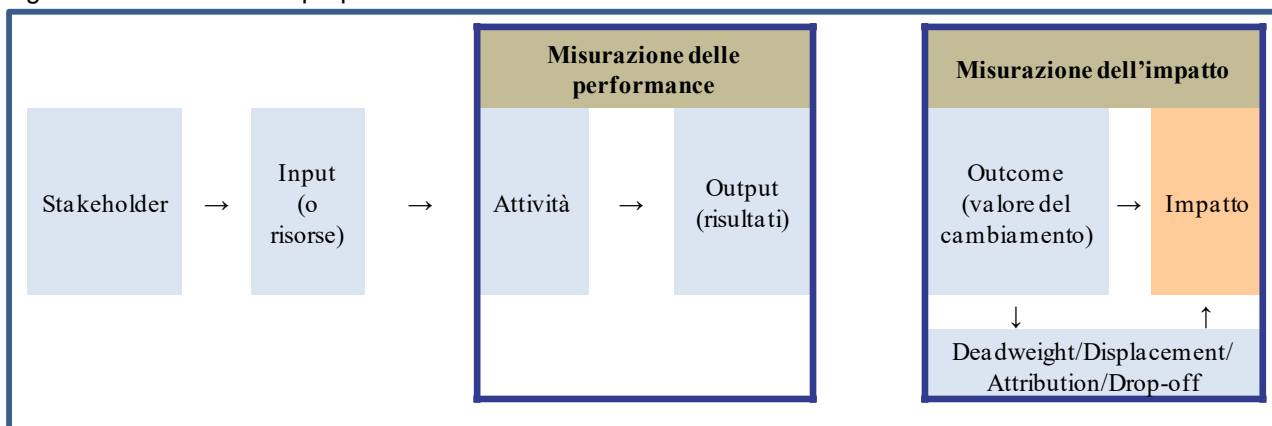 Misurazione delle
performance
Misurazione dell’impatto
Stakeholder
→
Input
(o
risorse)
→
Attività
→
Output
(risultati)
Outcome
(valore del
cambiamento)
→
Impatto
↓
↑
Deadweight/Displacement/
Attribution/Drop-off